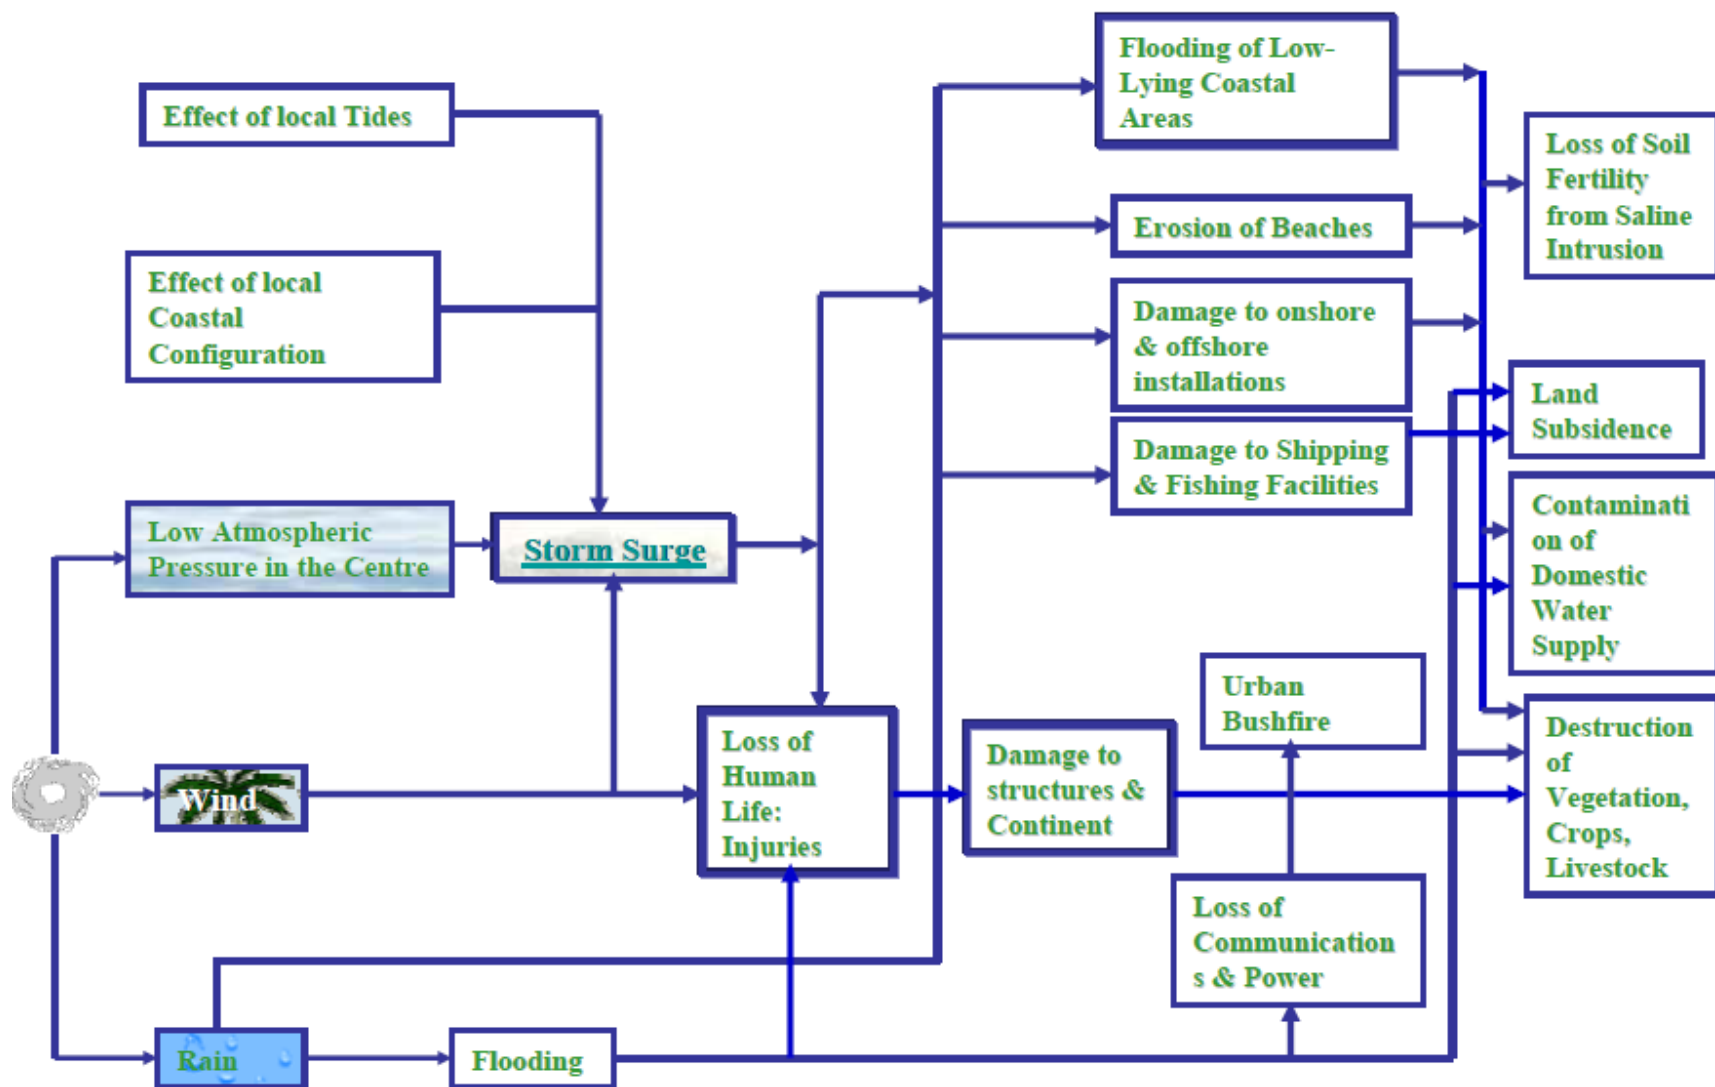 Effect of local Tides
Effect of local
Coastal
Configuration
Low Atmospheric
Pressure in the Centre
Storm Surge
Wind
Rain
Flooding
Loss of
Human
Life:
Injuries
Damage to
structures &
Continent
Flooding of Low-
Lying Coastal
Areas
Erosion of Beaches
Damage to onshore
& offshore
installations
Damage to Shipping
& Fishing Facilities
Urban
Bushfire
Loss of
Communication
s & Power
Loss of Soil
Fertility
from Saline
Intrusion
Land
Subsidence
Contaminati
on of
Domestic
Water
Supply
Destruction
of
Vegetation,
Crops,
Livestock